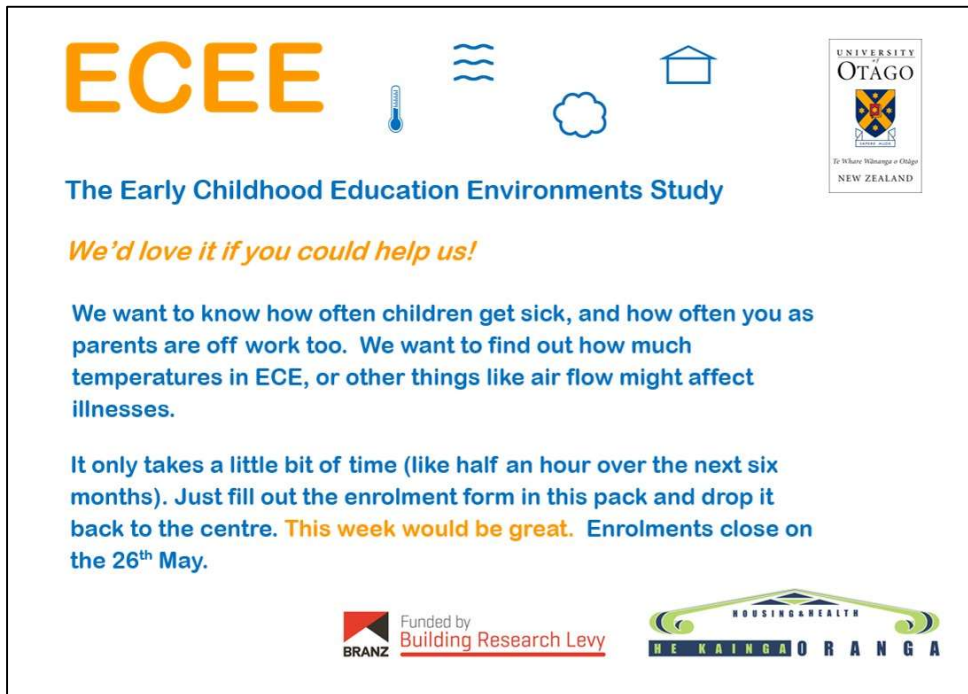 ECEE
UNIVERSITY
of
OTAGO
SAPERE AUDE
Te Whare Wānanga o Otāgo
NEW ZEALAND
The Early Childhood Education Environments Study
We’d love it if you could help us!
We want to know how often children get sick, and how often you as
parents are off work too.  We want to find out how much
temperatures in ECE, or other things like air flow might affect
illnesses.
It only takes a little bit of time (like half an hour over the next six
months). Just fill out the enrolment form in this pack and drop it
back to the centre. This week would be great.  Enrolments close on
the 26th May.
BRANZ
Funded by
Building Research Levy
HOUSING&HEALTH
HE KAINGAORANGA